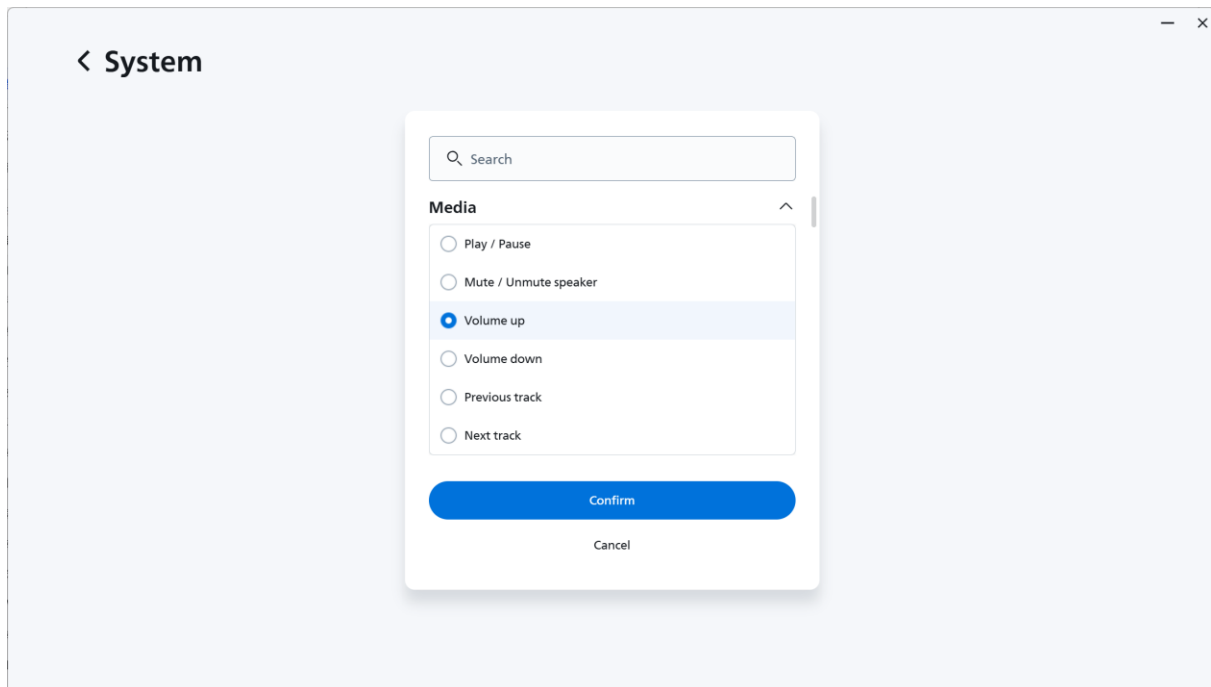 System
Search
Media
Play / Pause
Mute / Unmute speaker
Volume up
Volume down
Previous track
Next track
Confirm
Cancel